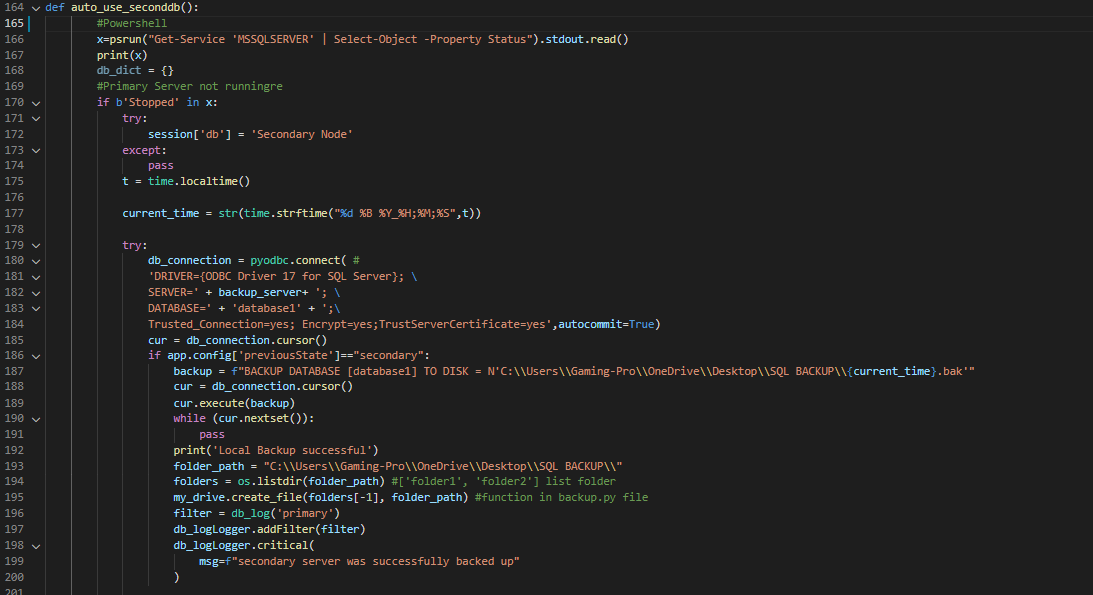 164 def auto_use_seconddb():
165 #Powershell
166 x=psrun("Get-Service 'MSSQLSERVER' | Select-Object -Property Status").stdout.read()
167 print(x)
168 db_dict = {}
169 #Primary Server not runningre
170 if b'Stopped' in x:
171 try:
172 session['db'] = 'Secondary Node'
173 except:
174 pass
175 t = time.localtime()
176
177 current_time = str(time.strftime("%d %B %Y_%H;%M;%S",t))
178
179 try:
180 db_connection = pyodbc.connect( #
181 'DRIVER={ODBC Driver 17 for SQL Server}; \
182 SERVER=' + backup_server+ '; \
183 DATABASE=' + 'database1' + ';\
184 Trusted_Connection=yes; Encrypt=yes;TrustServerCertificate=yes',autocommit=True)
185 cur = db_connection.cursor()
186 if app.config['previousState']=="secondary":
187 backup = f"BACKUP DATABASE [database1] TO DISK = N'C:\\Users\\Gaming-Pro\\OneDrive\\Desktop\\SQL BACKUP\\{current_time}.bak'"
188 cur = db_connection.cursor()
189 cur.execute(backup)
190 while (cur.nextset()):
191 pass
192 print('Local Backup successful')
193 folder_path = "C:\\Users\\Gaming-Pro\\OneDrive\\Desktop\\SQL BACKUP\\"
194 folders = os.listdir(folder_path) #['folder1', 'folder2'] list folder
195 my_drive.create_file(folders[-1], folder_path) #function in backup.py file
196 filter = db_log('primary')
197 db_logLogger.addFilter(filter)
198 db_logLogger.critical(
199 msg=f"secondary server was successfully backed up"
200 )
201